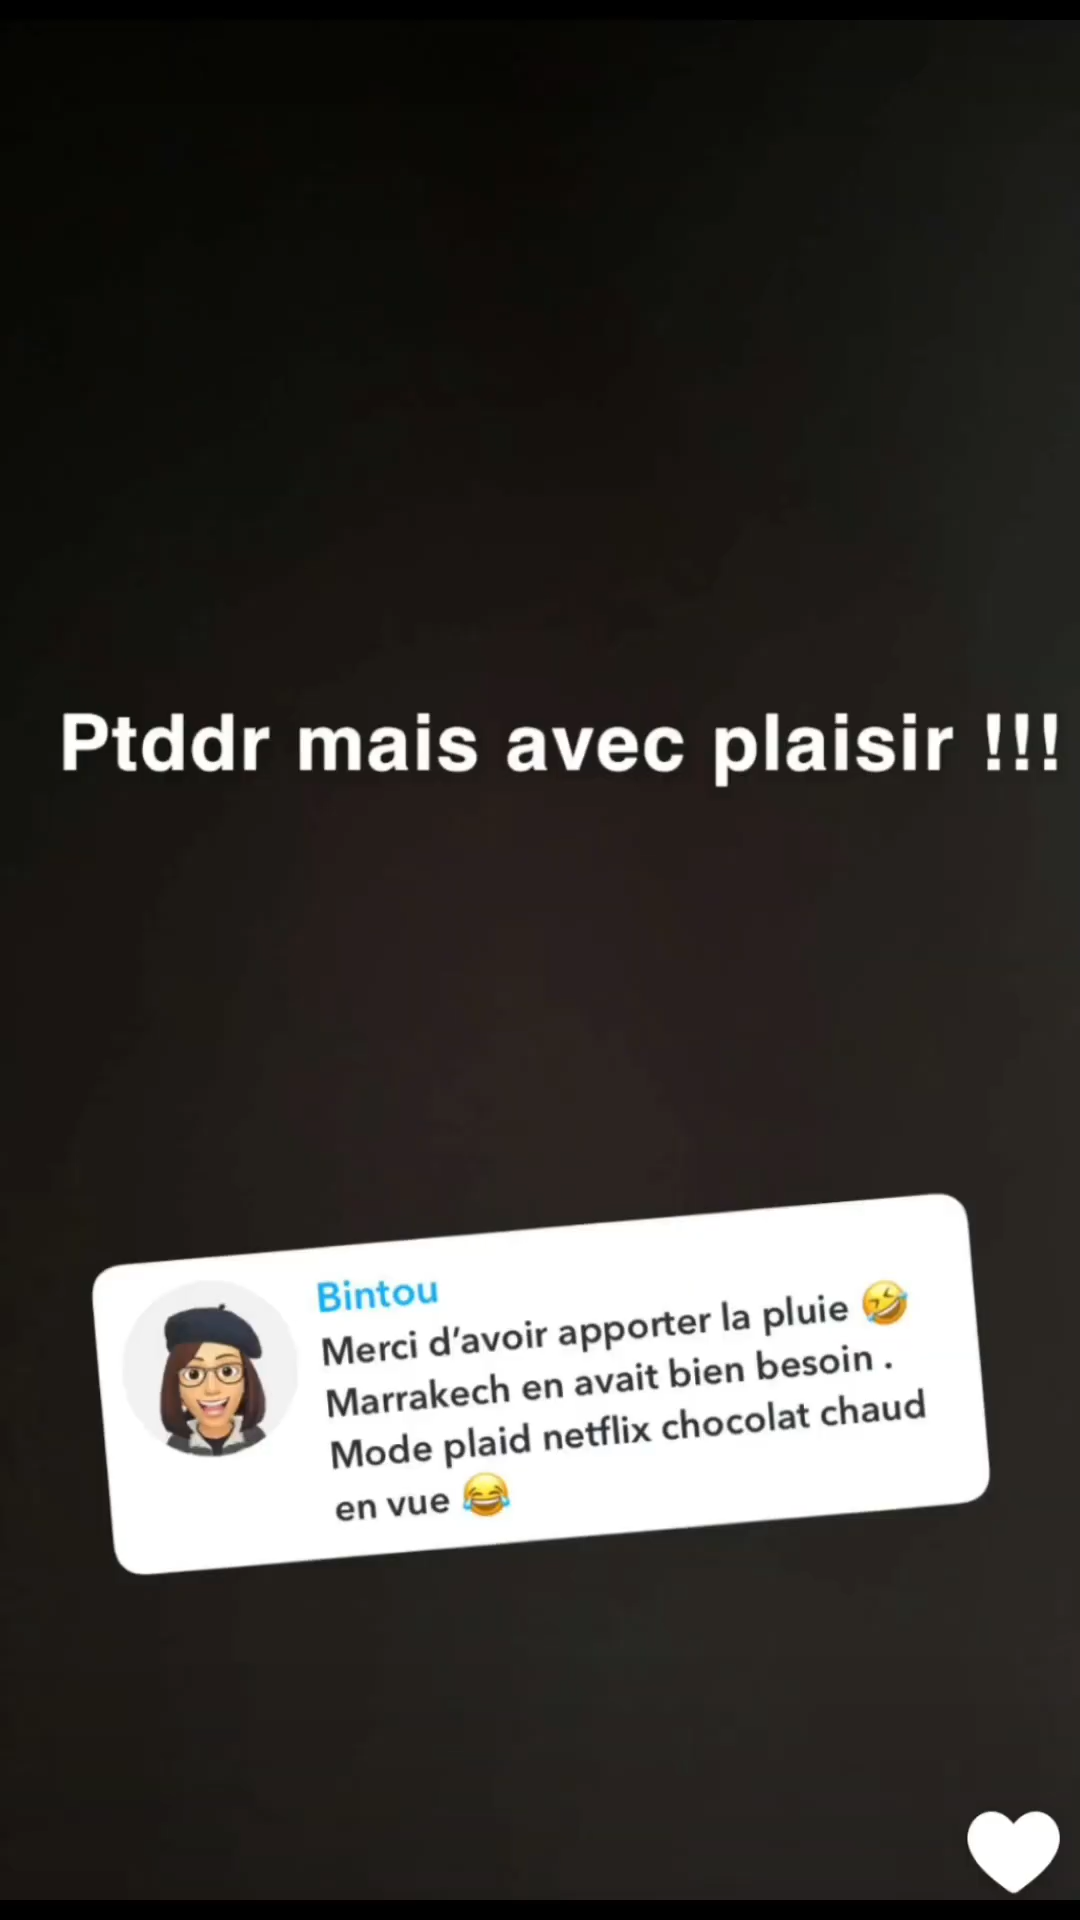 Ptddr mais avec plaisir !!!
Bintou
Merci d’avoir apporter la pluie 🤣
Marrakech en avait bien besoin .
Mode plaid netflix chocolat chaud
en vue 😂